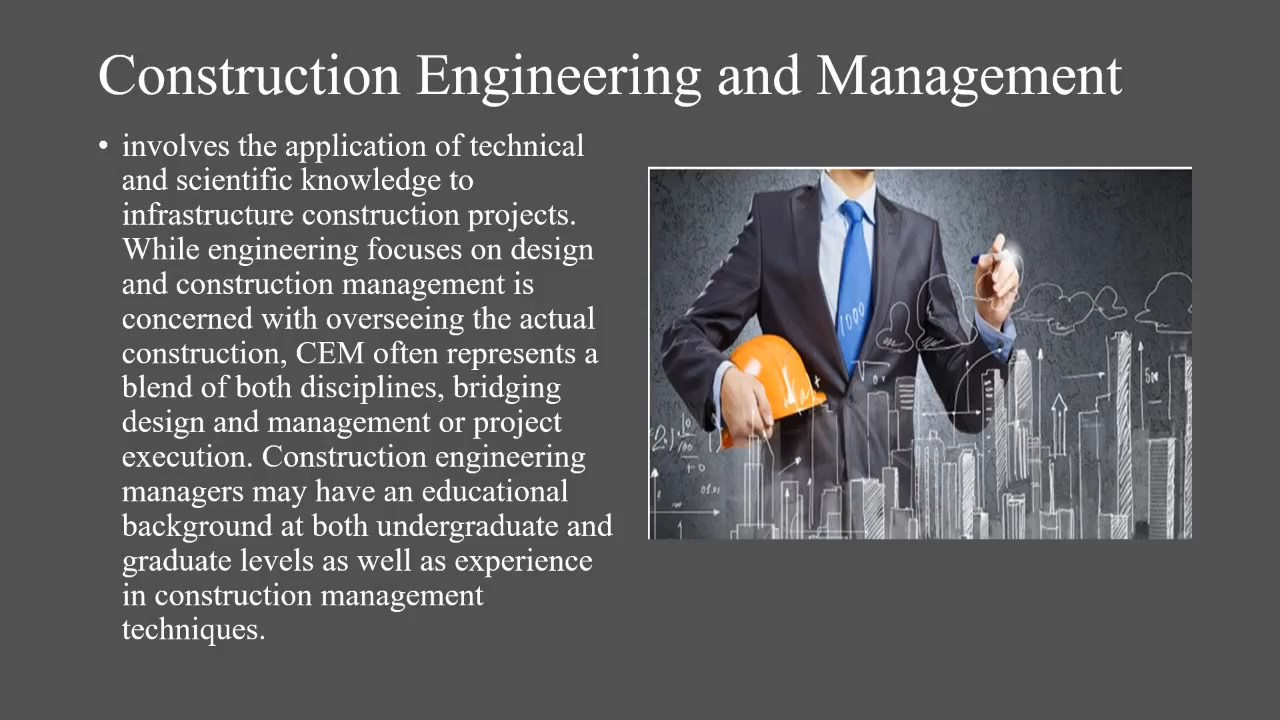 Construction Engineering and Management
• involves the application of technical
and scientific knowledge to
infrastructure construction projects.
While engineering focuses on design
and construction management is
concerned with overseeing the actual
construction, CEM often represents a
blend of both disciplines, bridging
design and management or project
execution. Construction engineering
managers may have an educational
background at both undergraduate and
graduate levels as well as experience
in construction management
techniques.
1000